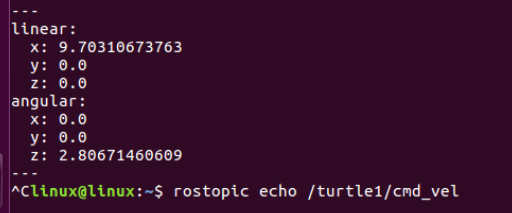 ---
linear:
  x: 9.70310673763
  y: 0.0
  z: 0.0
angular:
  x: 0.0
  y: 0.0
  z: 2.80671460609
---
^Clinux@linux:~$ rostopic echo /turtle1/cmd_vel